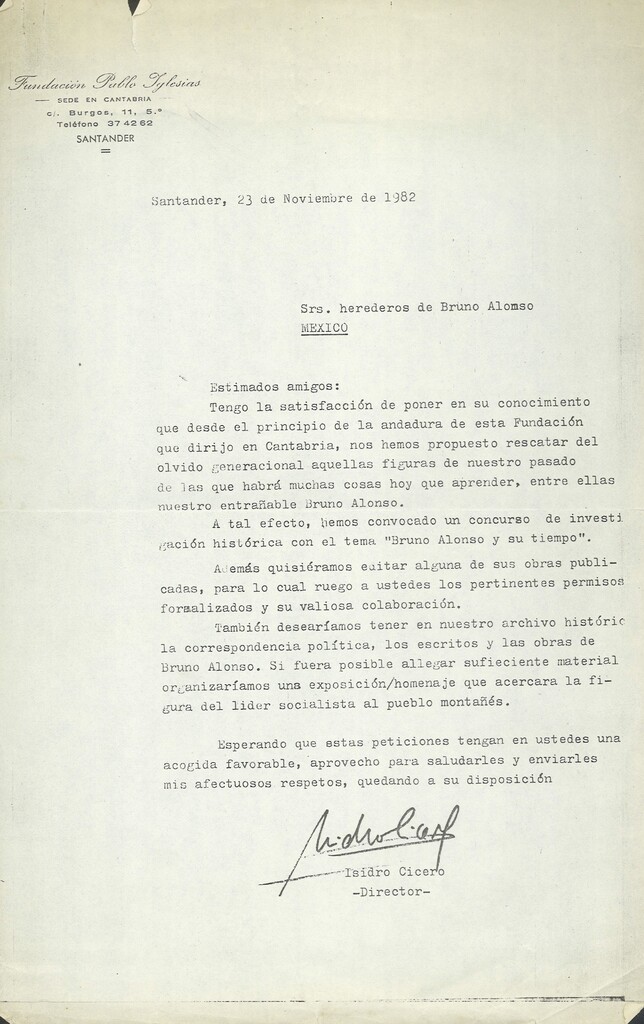 Fundación Pablo Iglesias
SEDE EN CANTABRIA
c/. Burgos, 11, 5.º
Teléfono 37 42 62
SANTANDER
Santander, 23 de Noviembre de 1982
Srs. herederos de Bruno Alomso
MEXICO
Estimados amigos:
Tengo la satisfacción de poner en su conocimiento
que desde el principio de la andadura de esta Fundación
que dirijo en Cantabria, nos hemos propuesto rescatar del
olvido generacional aquellas figuras de nuestro pasado
de las que habrá muchas cosas hoy que aprender, entre ellas
nuestro entrañable Bruno Alonso.
A tal efecto, hemos convocado un concurso de investi
gación histórica con el tema "Bruno Alonso y su tiempo".
Además quisiéramos editar alguna de sus obras publi-
cadas, para lo cual ruego a ustedes los pertinentes permisos
formalizados y su valiosa colaboración.
También desearíamos tener en nuestro archivo históric
la correspondencia política, los escritos y las obras de
Bruno Alonso. Si fuera posible allegar sufieciente material
organizaríamos una exposición/homenaje que acercara la fi-
gura del lider socialista al pueblo montañés.
Esperando que estas peticiones tengan en ustedes una
acogida favorable, aprovecho para saludarles y enviarles
mis afectuosos respetos, quedando a su disposición
Isidro Cicero
Isidro Cicero
-Director-